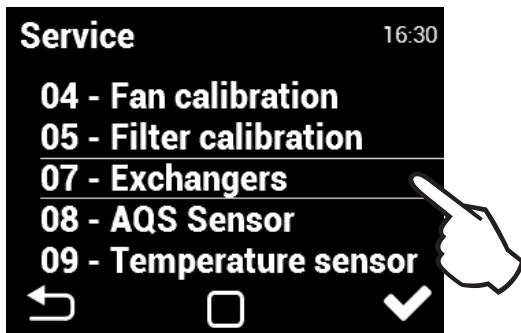 Service
16:30
04 - Fan calibration
05 - Filter calibration
07 - Exchangers
08 - AQS Sensor
09 - Temperature sensor